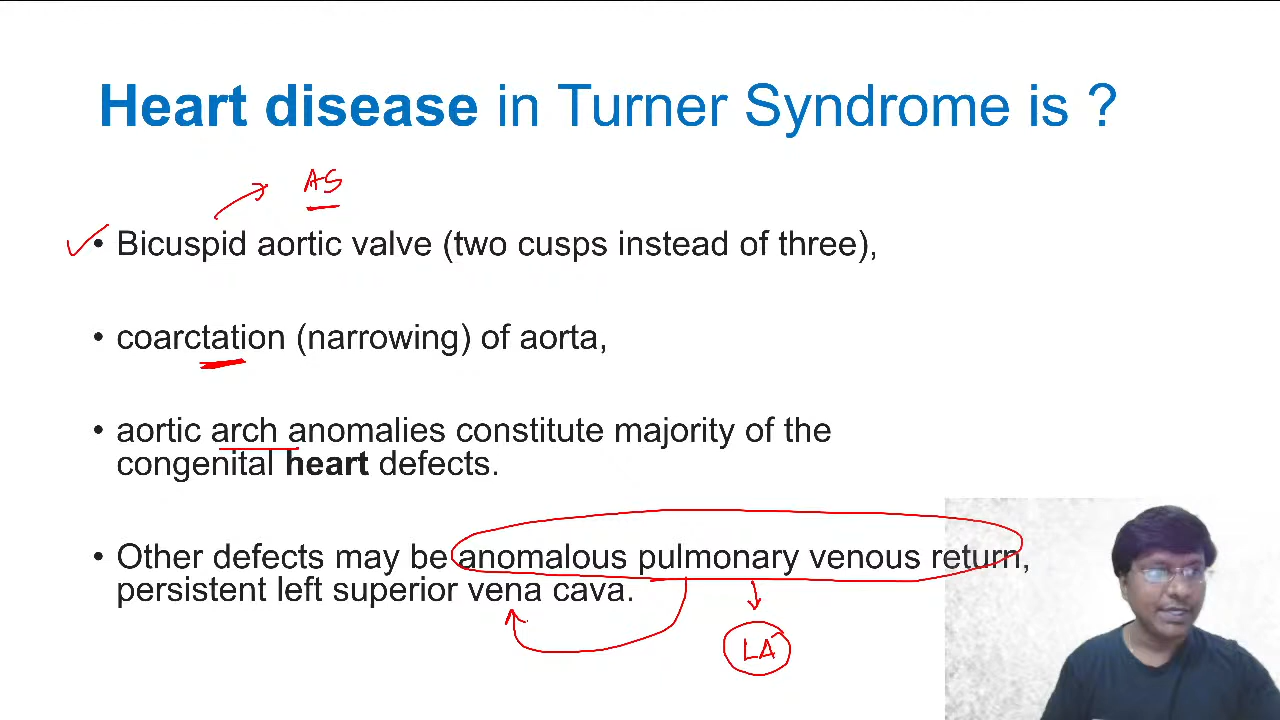 Heart disease in Turner Syndrome is ?
AS
• Bicuspid aortic valve (two cusps instead of three),
• coarctation (narrowing) of aorta,
• aortic arch anomalies constitute majority of the
congenital heart defects.
• Other defects may be anomalous pulmonary venous return,
persistent left superior vena cava.
LA